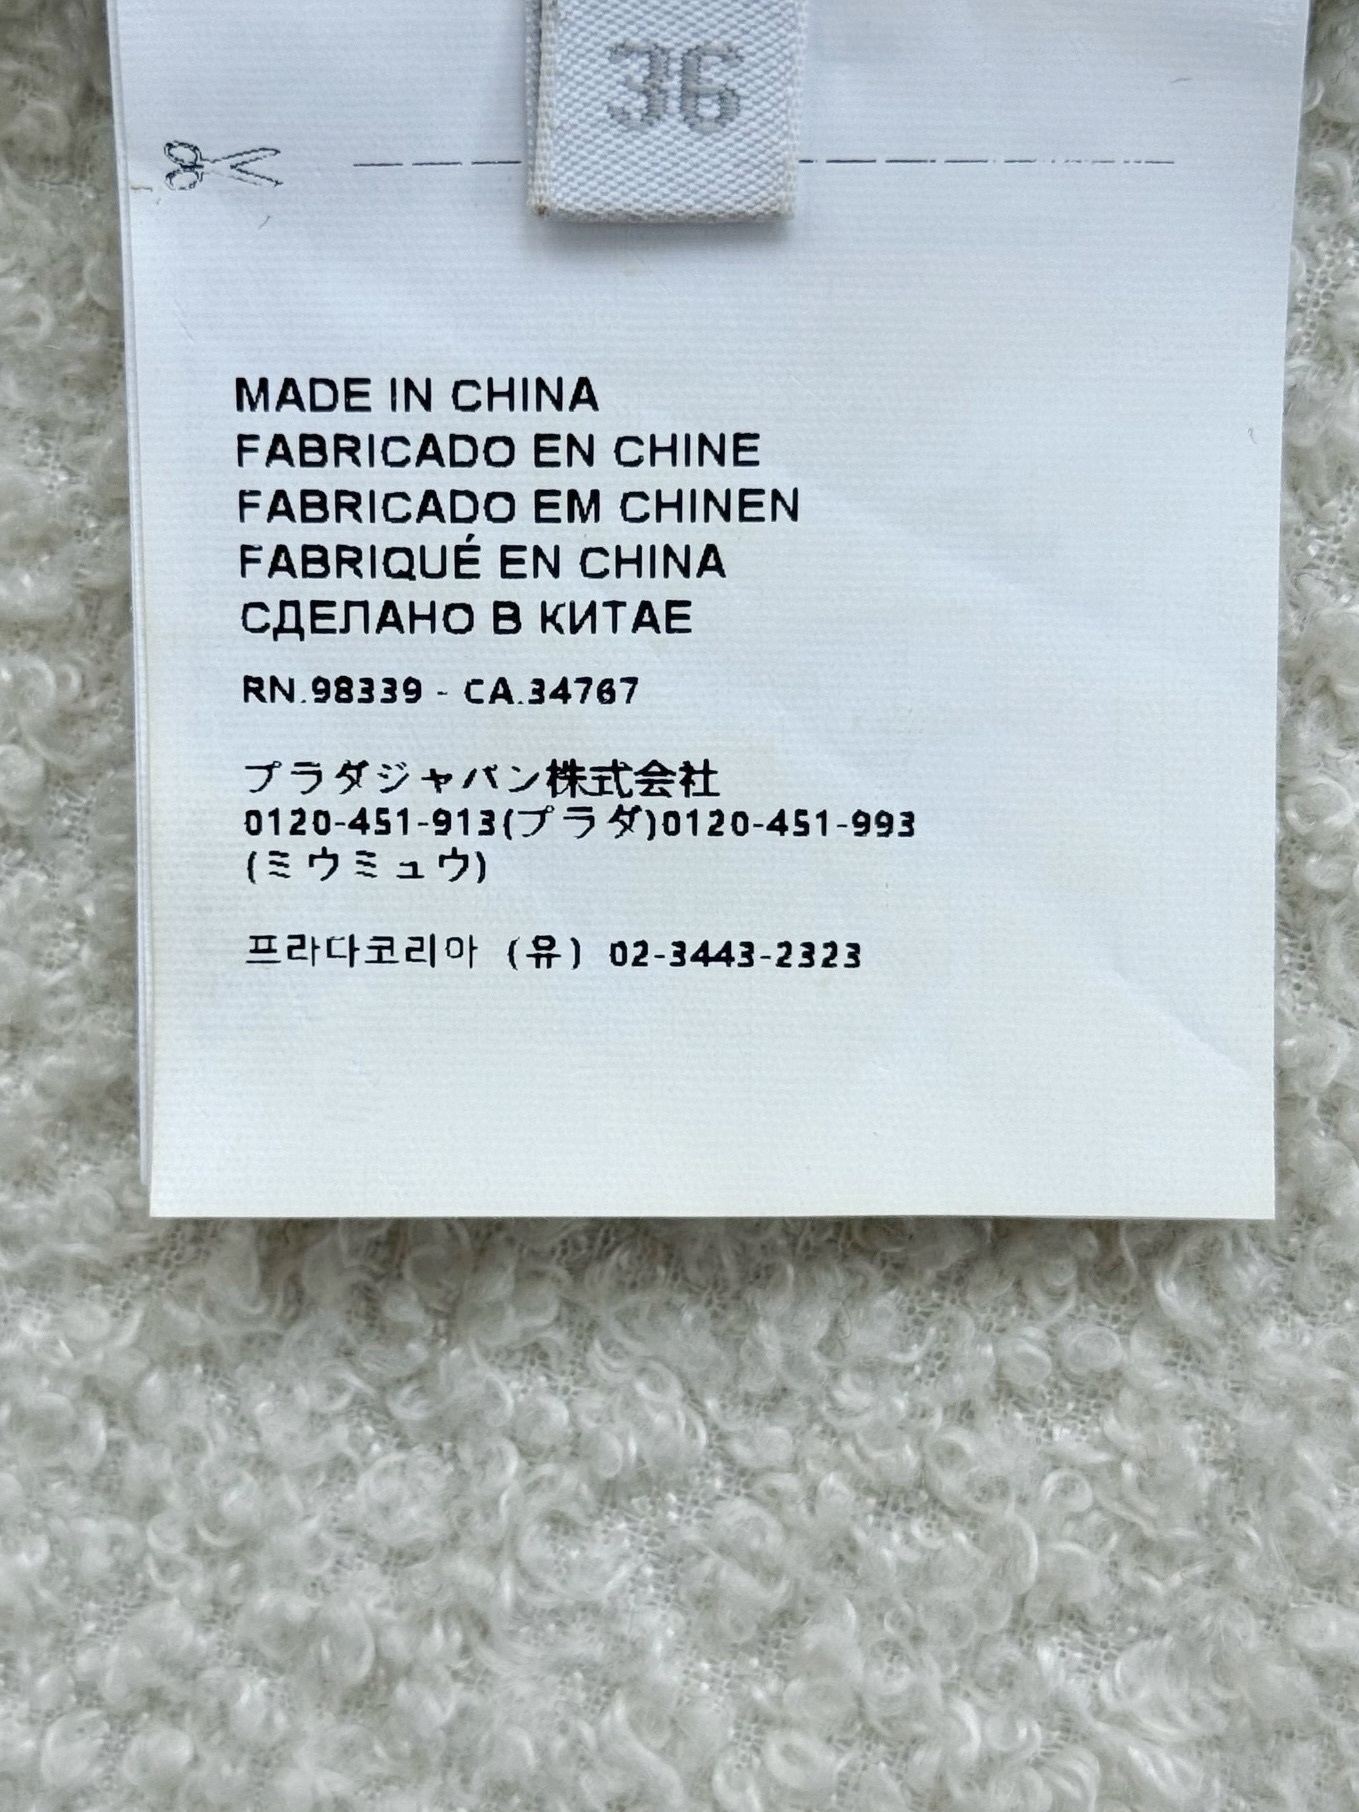 36
MADE IN CHINA
FABRICADO EN CHINE
FABRICADO EM CHINEN
FABRIQUÉ EN CHINA
СДЕЛАНО В КИТАЕ
RN.98339 - CA.34767
プラダジャパン株式会社
0120-451-913(プラダ)0120-451-993
(ミウミュウ)
프라다코리아 (유) 02-3443-2323